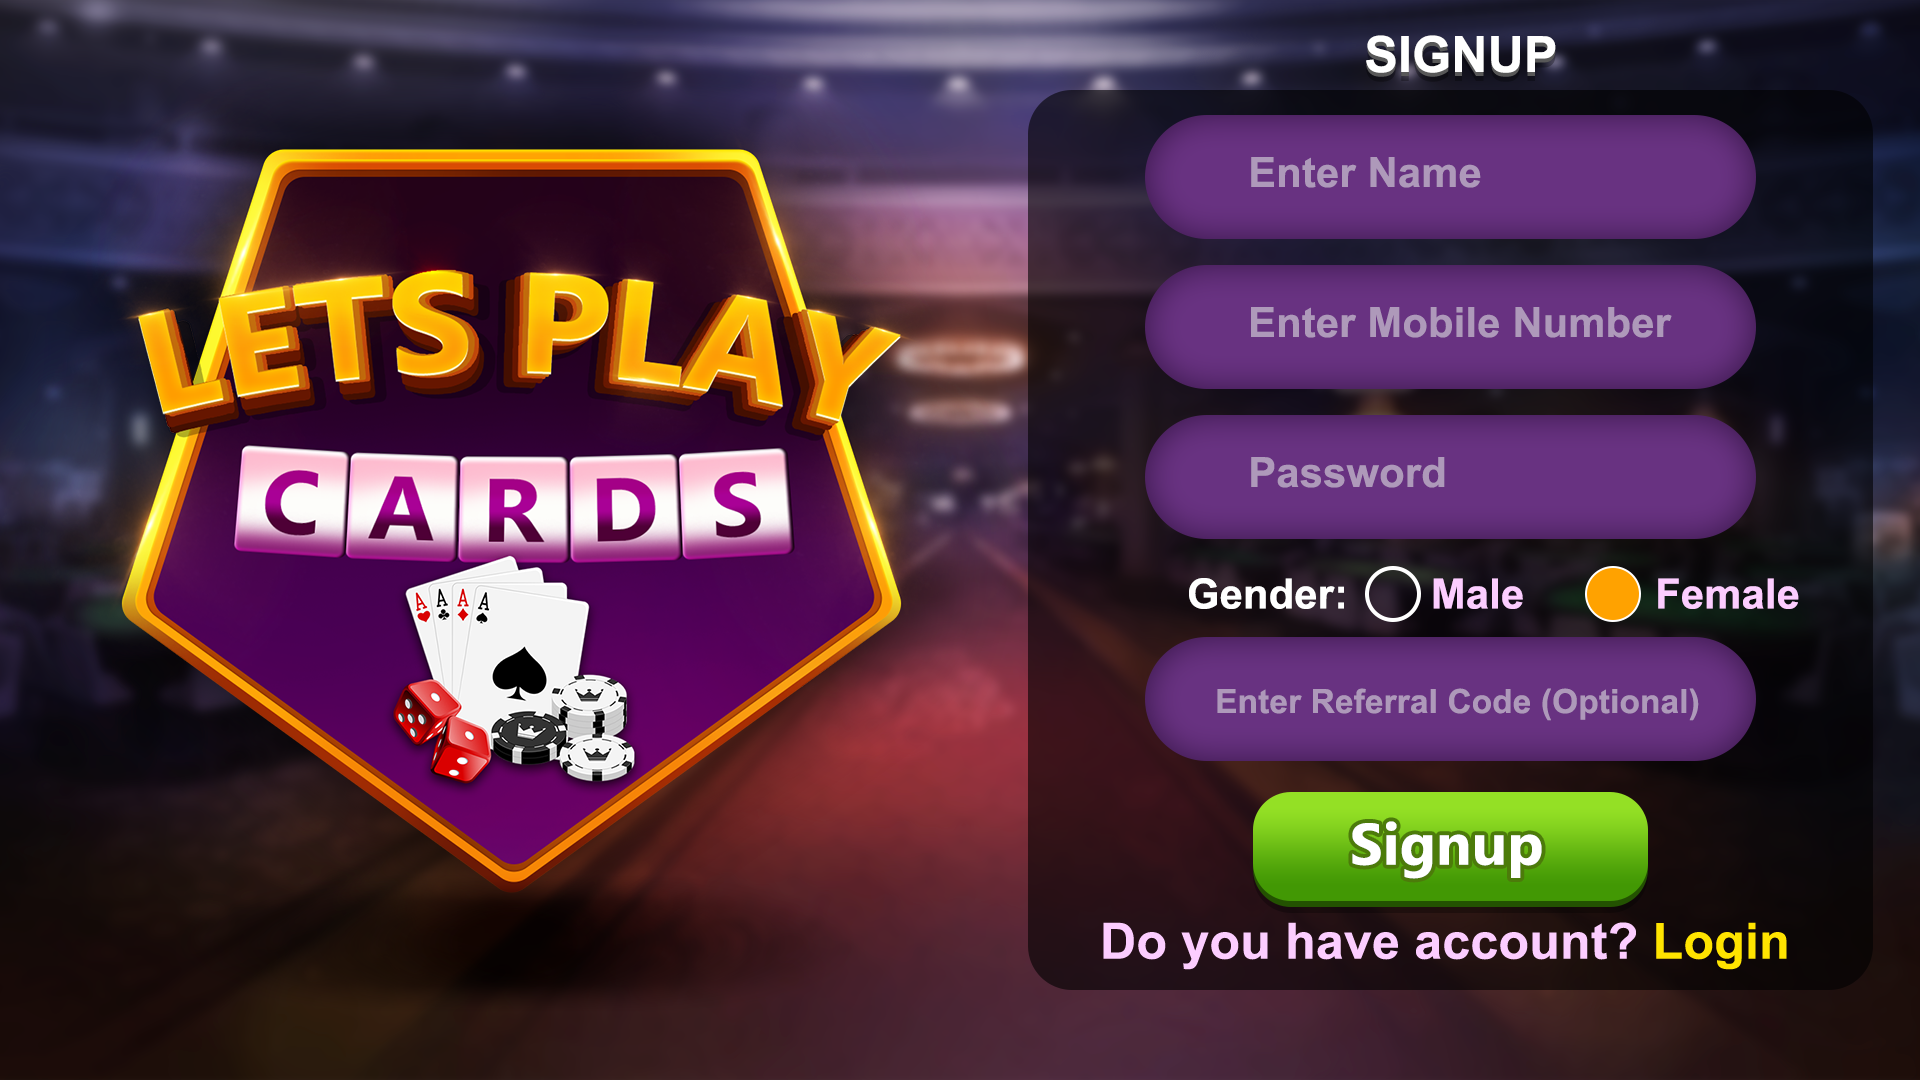 LETS PLAY
CARDS
A A A A
SIGNUP
Enter Name
Enter Mobile Number
Password
Gender: Male Female
Enter Referral Code (Optional)
Signup
Do you have account? Login